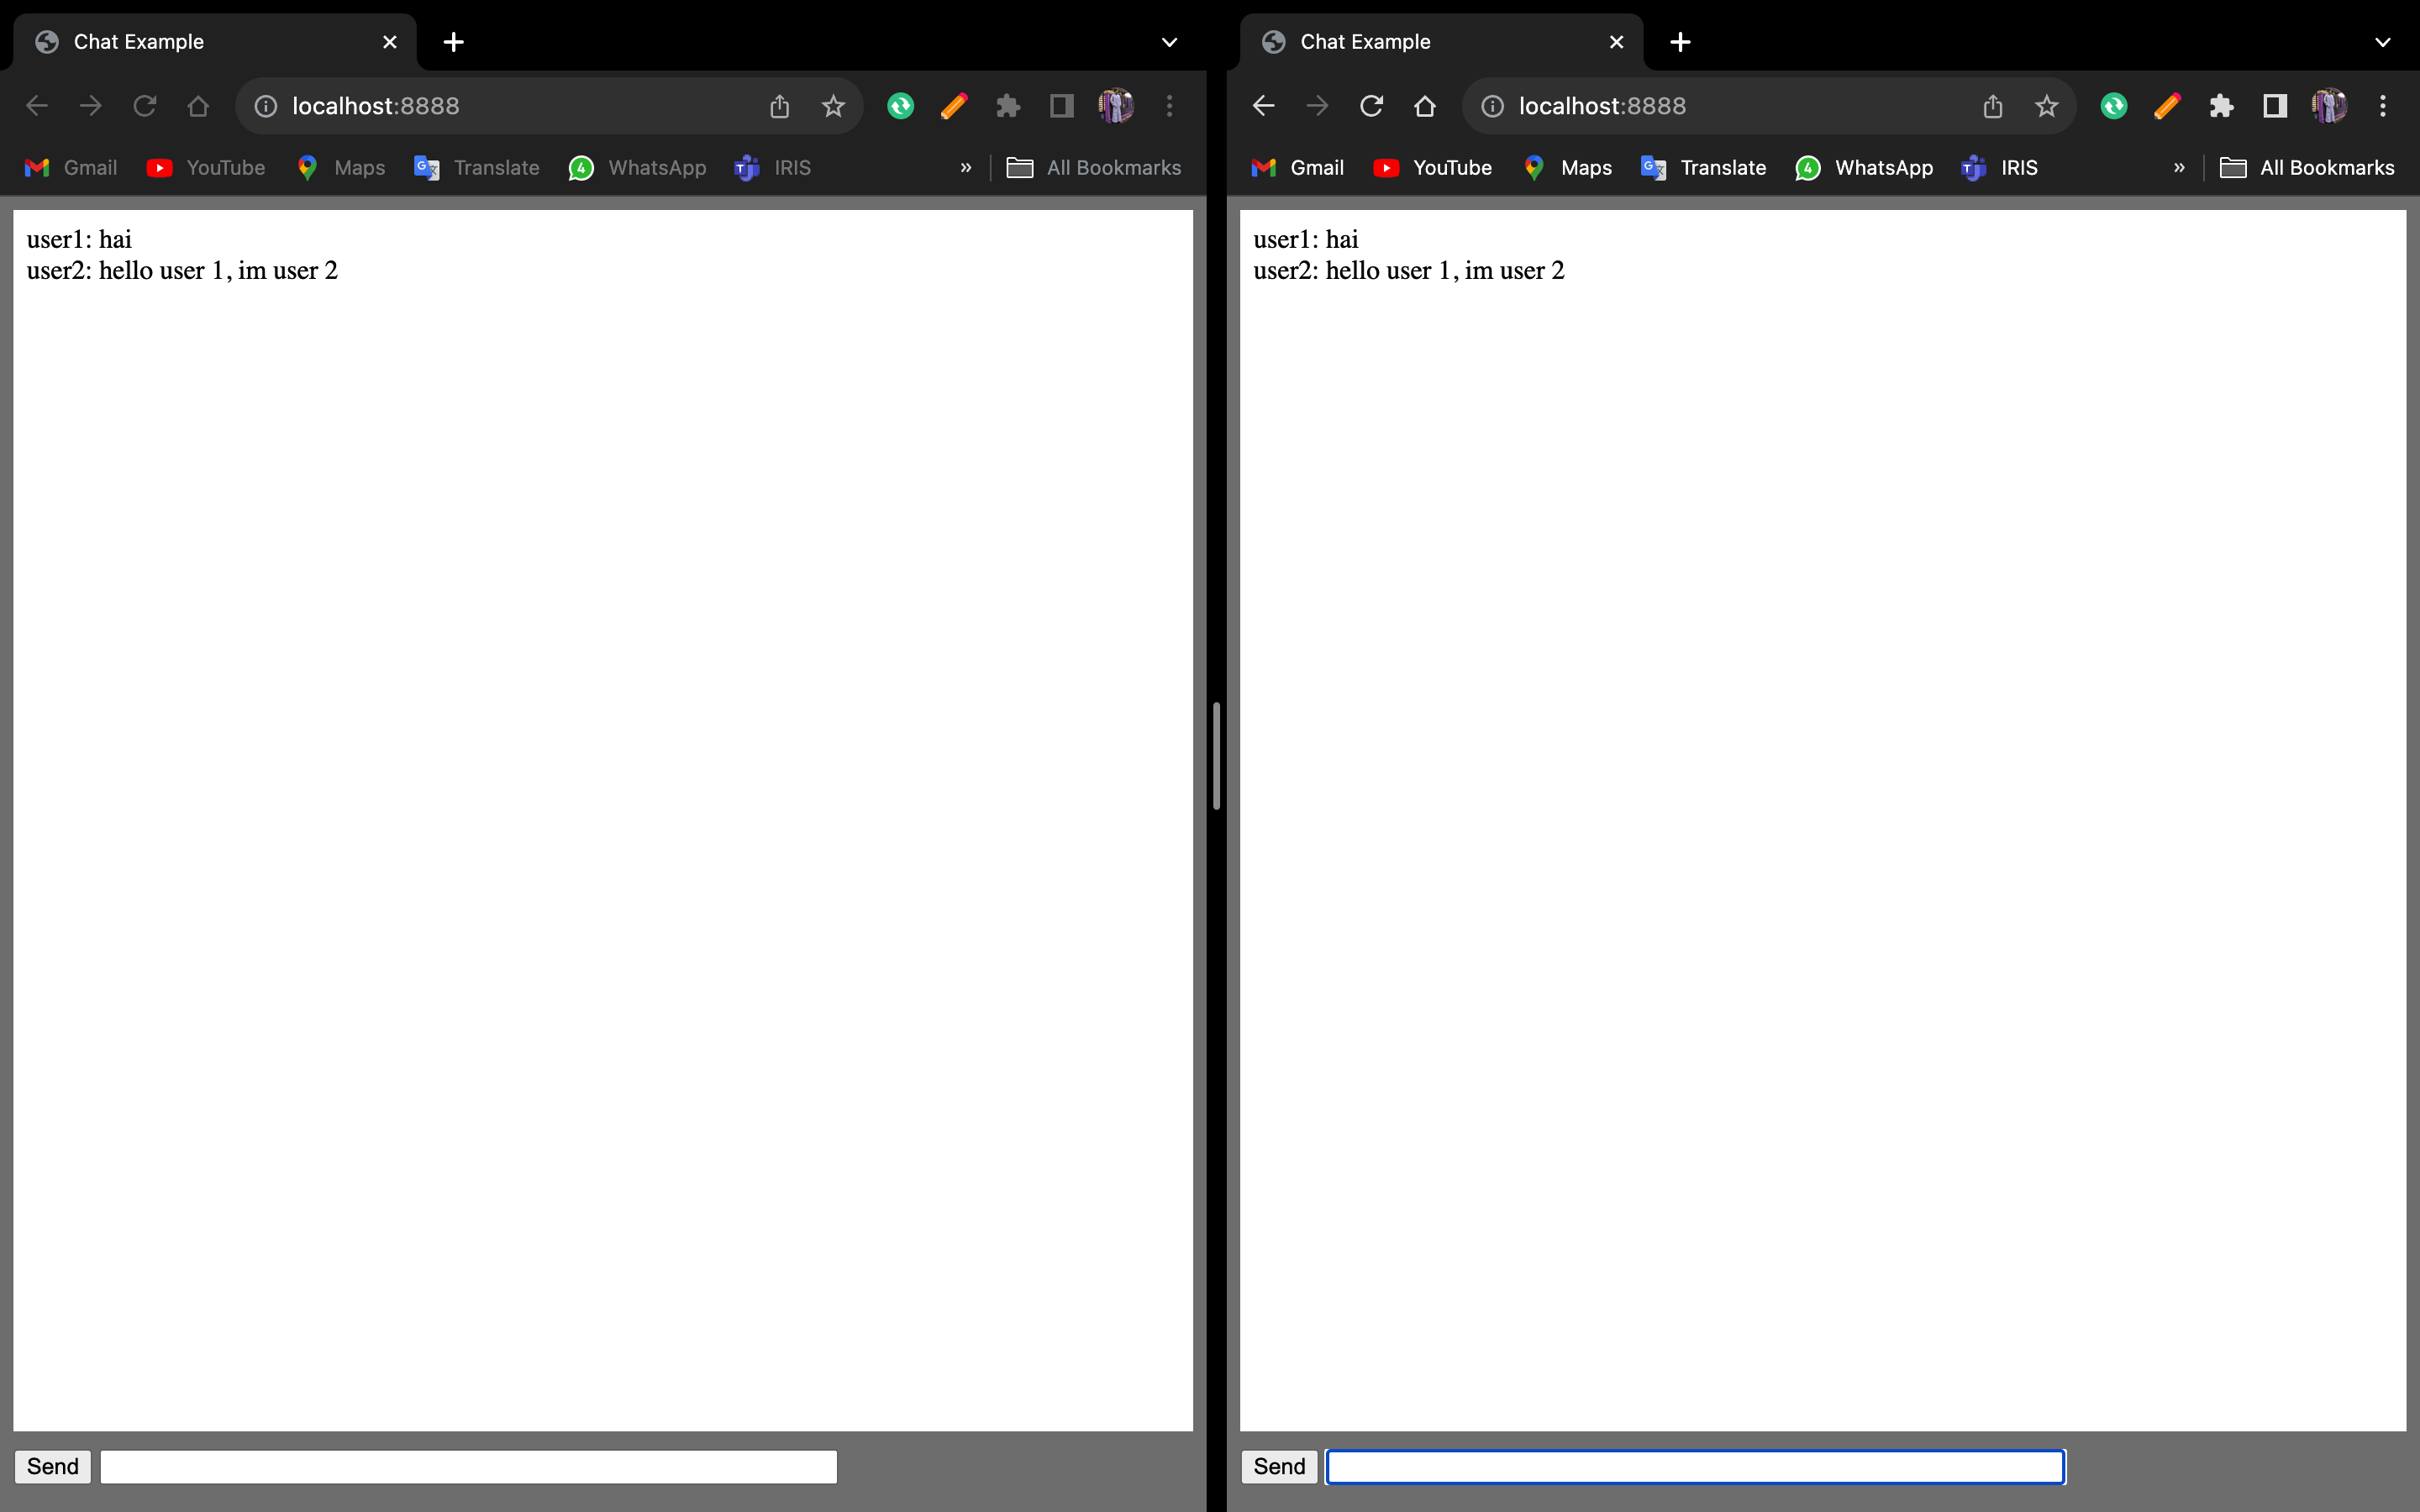 Chat Example
localhost:8888
Gmail YouTube Maps Translate 4 WhatsApp IRIS » All Bookmarks
user1: hai
user2: hello user 1, im user 2
Send
Chat Example
localhost:8888
Gmail YouTube Maps Translate 4 WhatsApp IRIS » All Bookmarks
user1: hai
user2: hello user 1, im user 2
Send